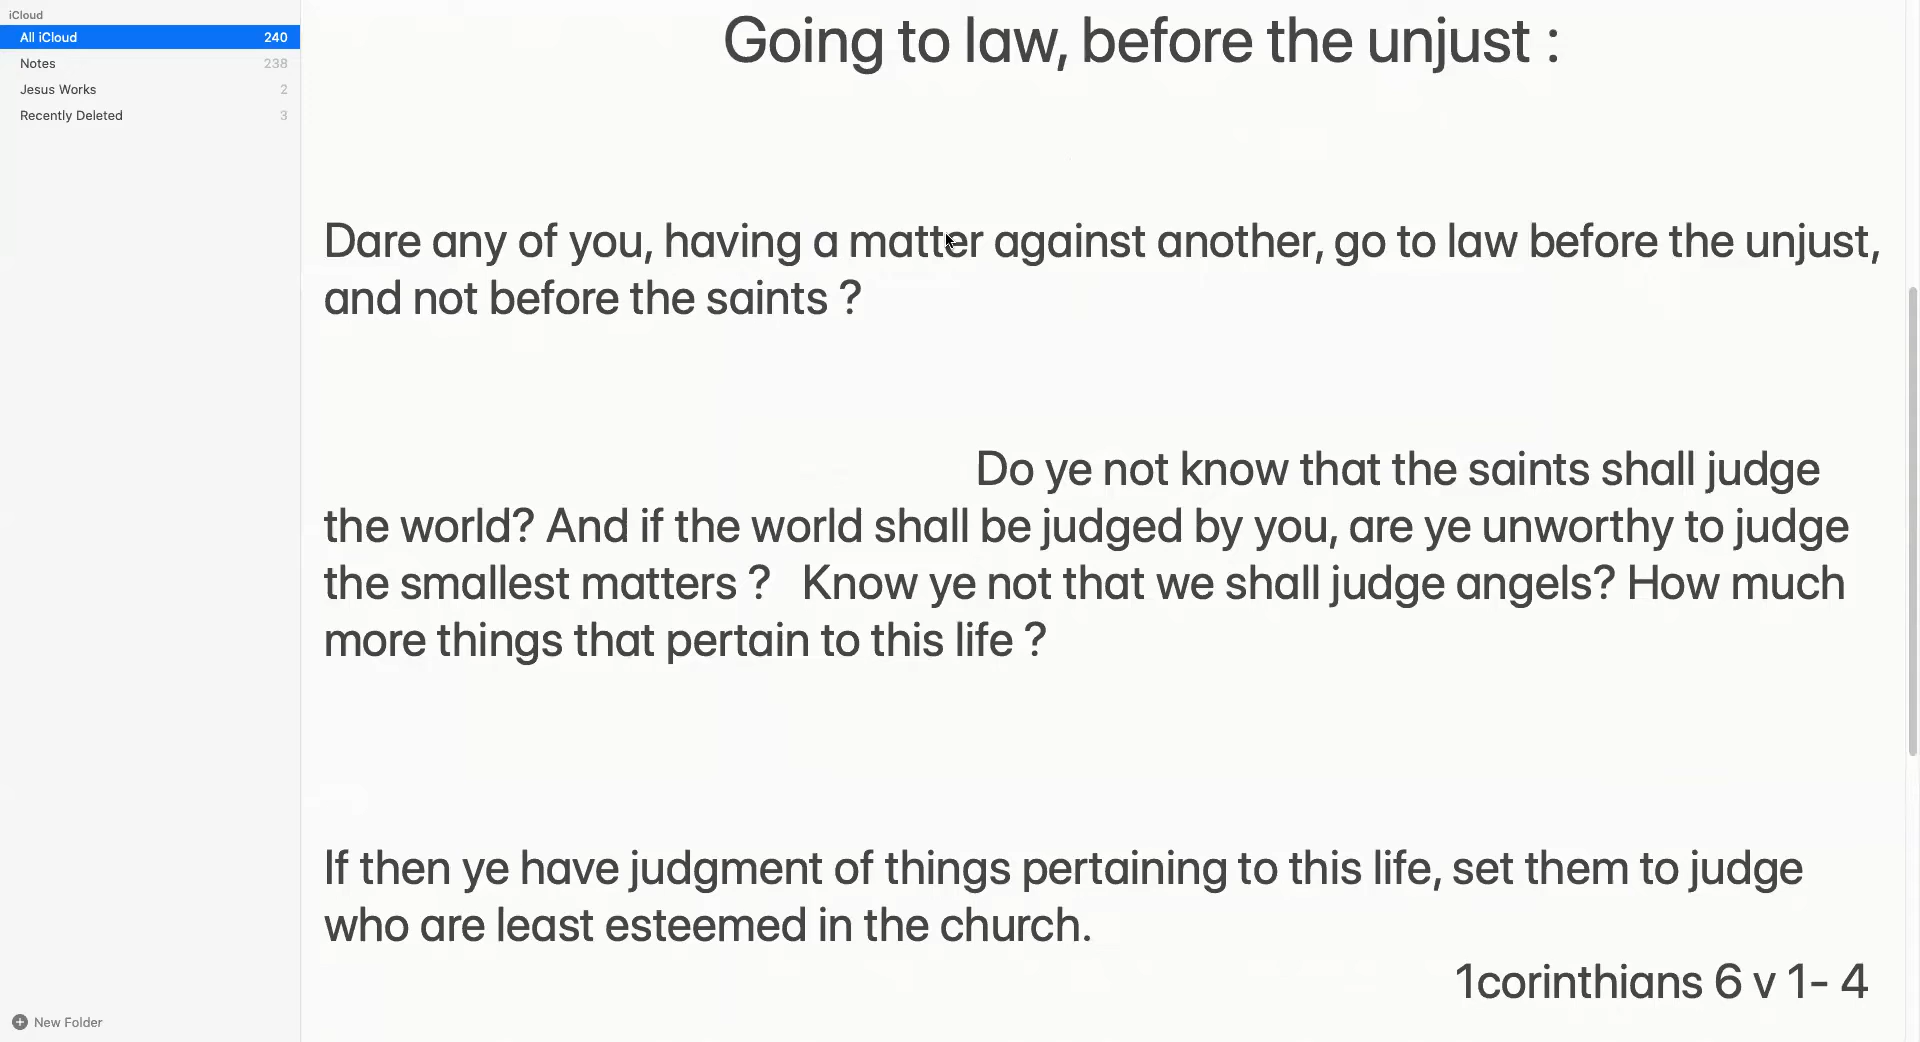 iCloud
All iCloud 240
Notes 238
Jesus Works 2
Recently Deleted 3
New Folder
Going to law, before the unjust :
Dare any of you, having a matter against another, go to law before the unjust,
and not before the saints ?
Do ye not know that the saints shall judge
the world? And if the world shall be judged by you, are ye unworthy to judge
the smallest matters ? Know ye not that we shall judge angels? How much
more things that pertain to this life ?
If then ye have judgment of things pertaining to this life, set them to judge
who are least esteemed in the church.
1corinthians 6 v 1- 4